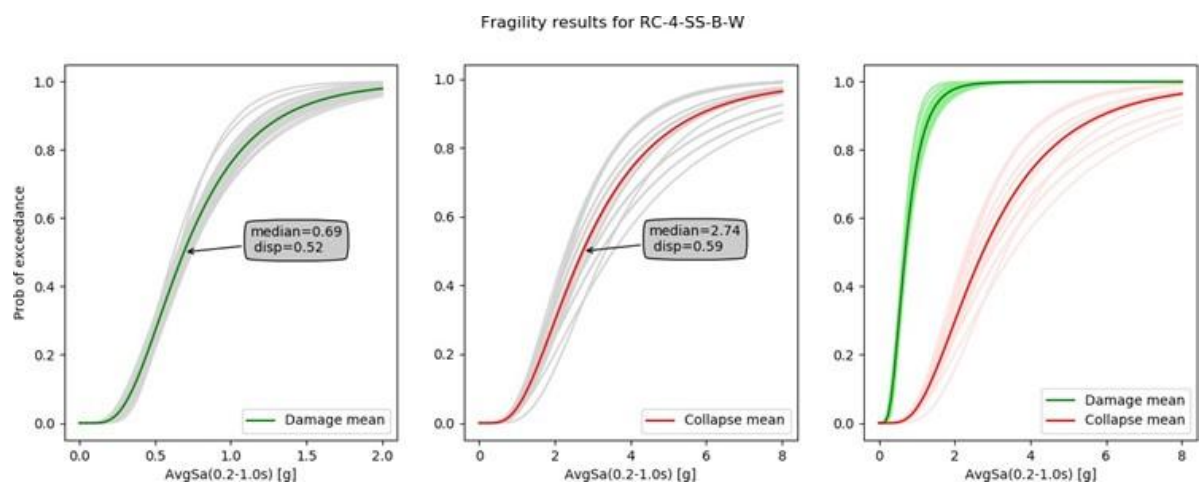 Fragility results for RC-4-SS-B-W
Prob of exceedance
1.0
0.8
0.6
0.4
0.2
0.0
median=0.69
disp=0.52
Damage mean
0.0 0.5 1.0 1.5 2.0
AvgSa(0.2-1.0s) [g]
1.0
0.8
0.6
0.4
0.2
0.0
median=2.74
disp=0.59
Collapse mean
0 2 4 6 8
AvgSa(0.2-1.0s) [g]
1.0
0.8
0.6
0.4
0.2
0.0
Damage mean
Collapse mean
0 2 4 6 8
AvgSa(0.2-1.0s) [g]